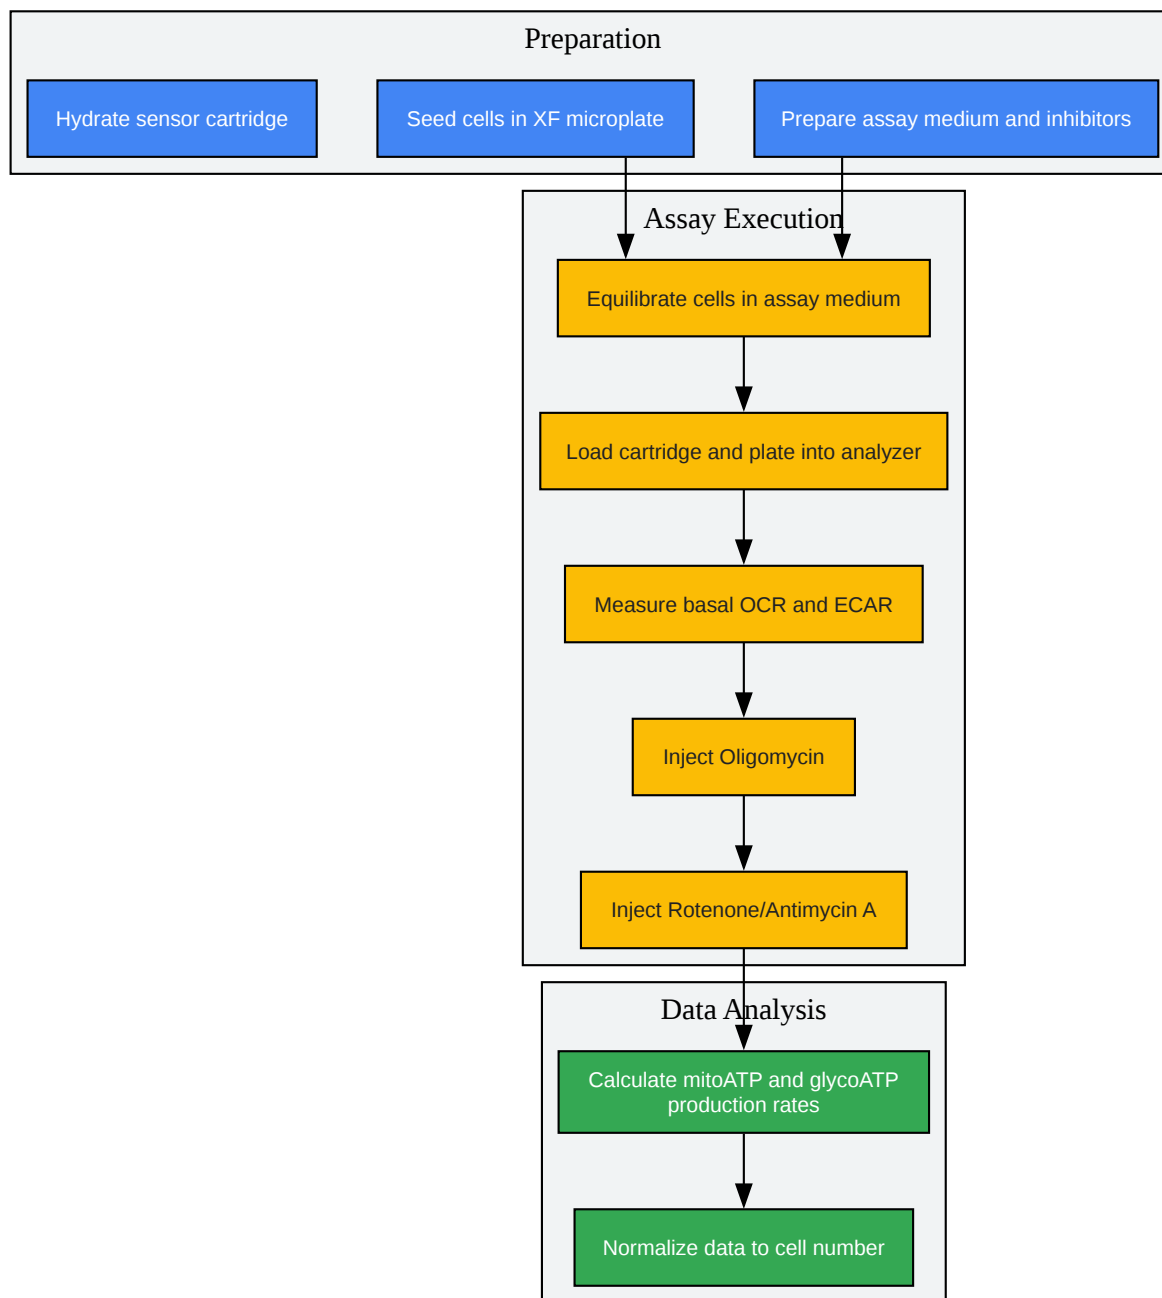 Preparation
Hydrate sensor cartridge
Seed cells in XF microplate
Prepare assay medium and inhibitors
Assay Execution
Equilibrate cells in assay medium
Load cartridge and plate into analyzer
Measure basal OCR and ECAR
Inject Oligomycin
Inject Rotenone/Antimycin A
Data Analysis
Calculate mitoATP and glycoATP
production rates
Normalize data to cell number